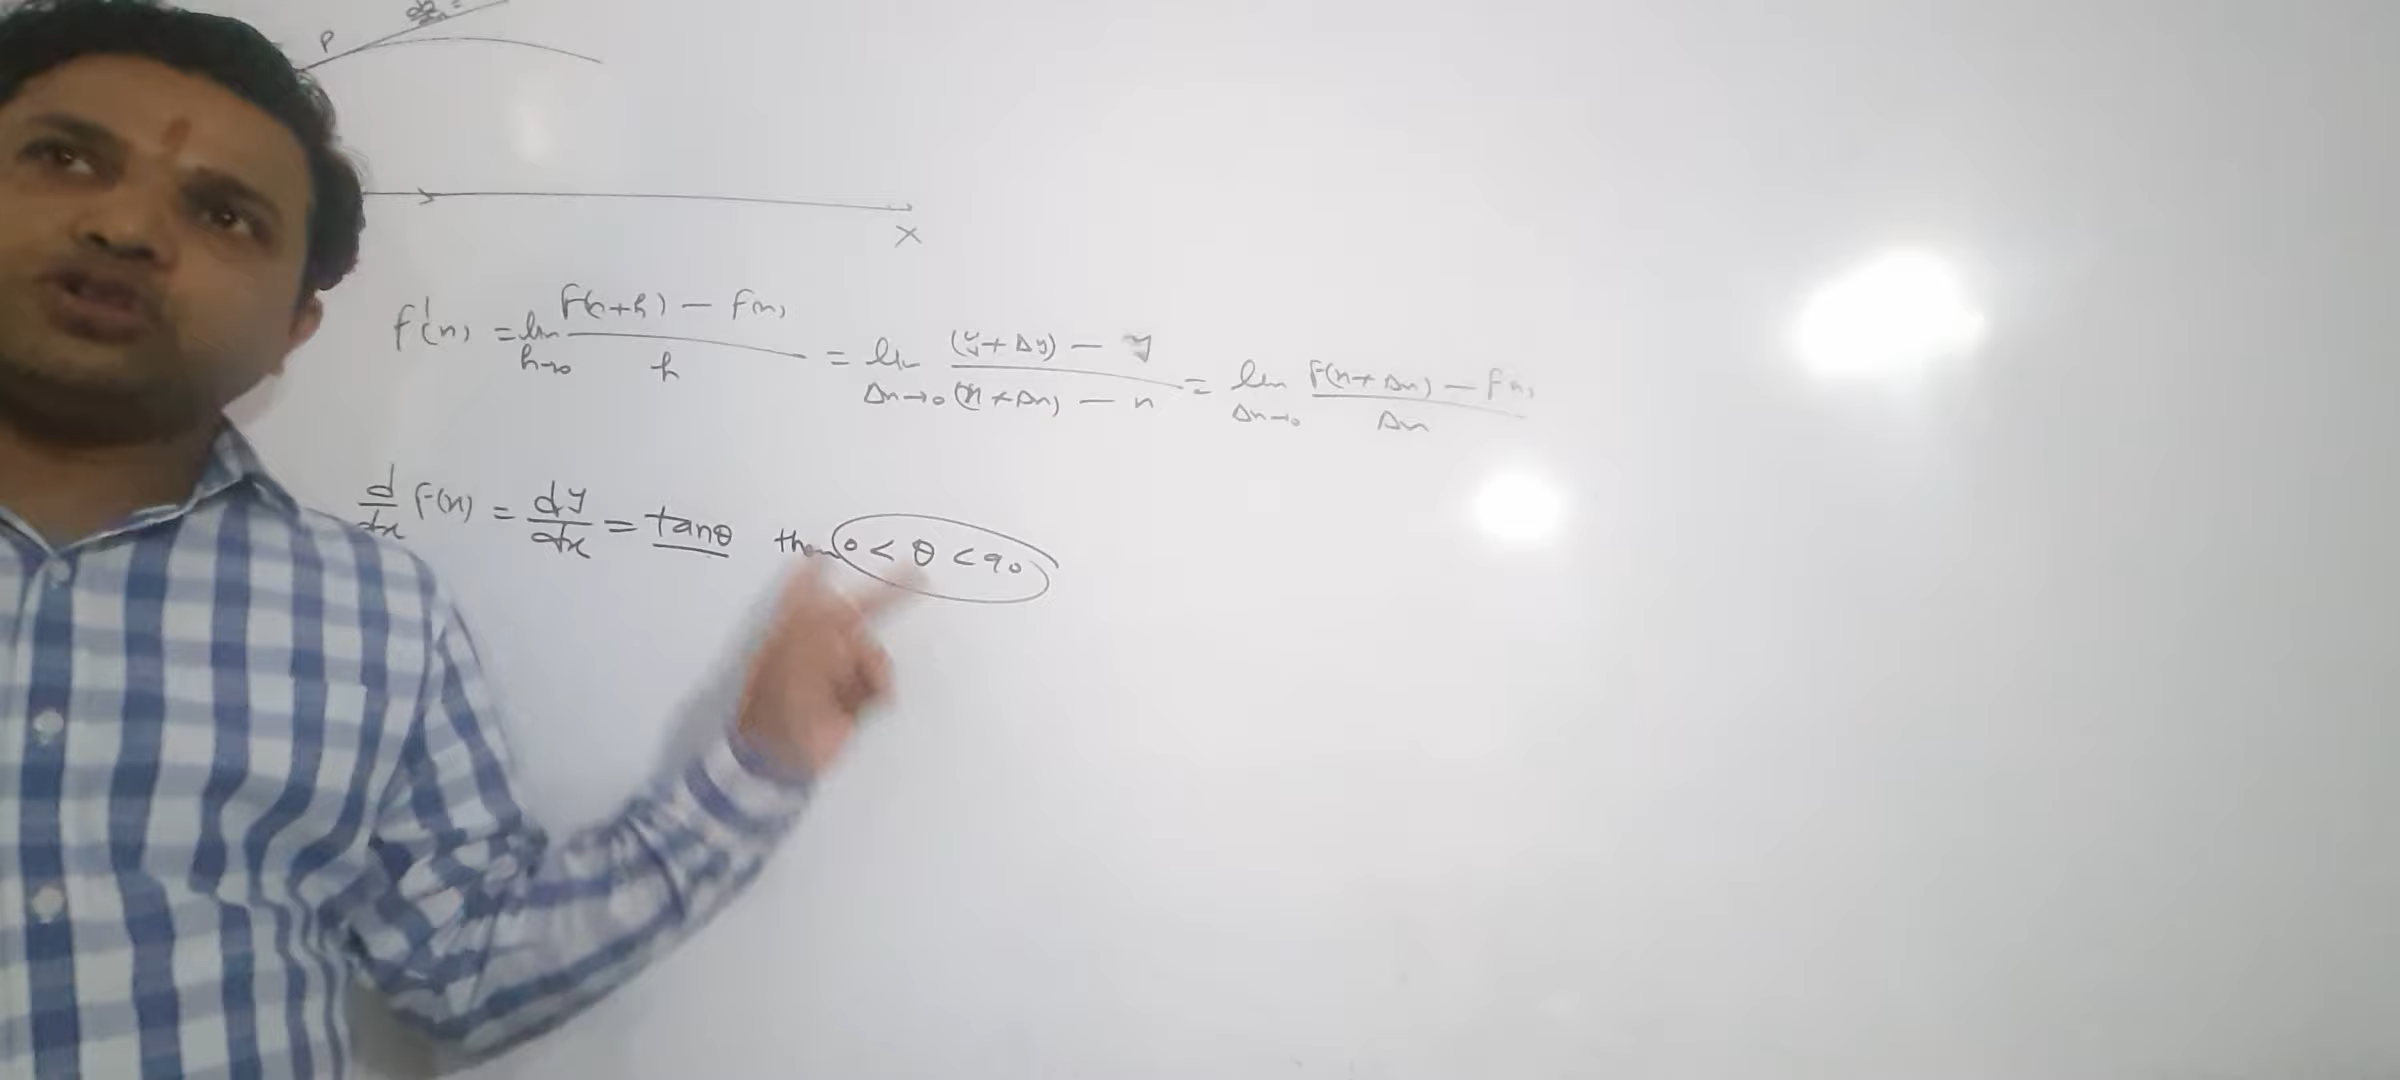 P
X
f'(x) = lim h→0 f(x+h) - f(x) / h = lim Δx→0 (y+Δy) - y / (x+Δx) - x = lim Δx→0 f(x+Δx) - f(x) / Δx
d/dx f(x) = dy/dx = tanθ then 0 < θ < 90